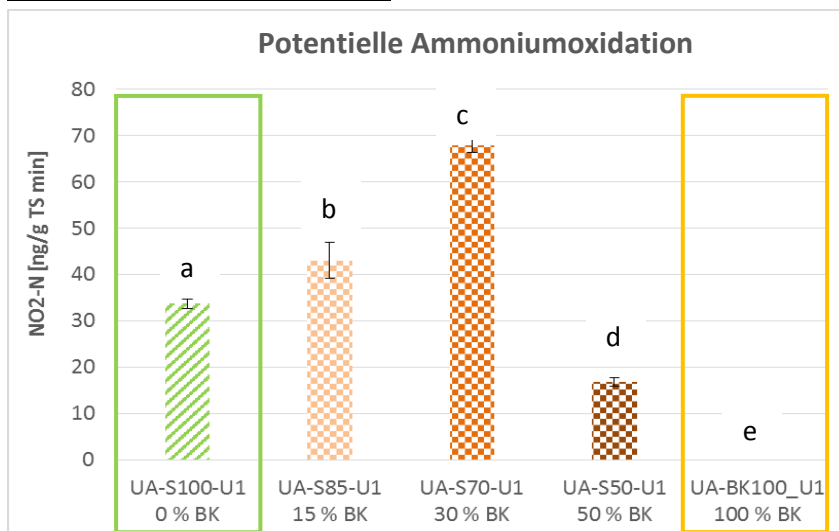 Potentielle Ammoniumoxidation
NO2-N [ng/g TS min]
80
70
60
50
40
30
20
10
0
a
b
c
d
e
UA-S100-U1
0 % BK
UA-S85-U1
15 % BK
UA-S70-U1
30 % BK
UA-S50-U1
50 % BK
UA-BK100_U1
100 % BK